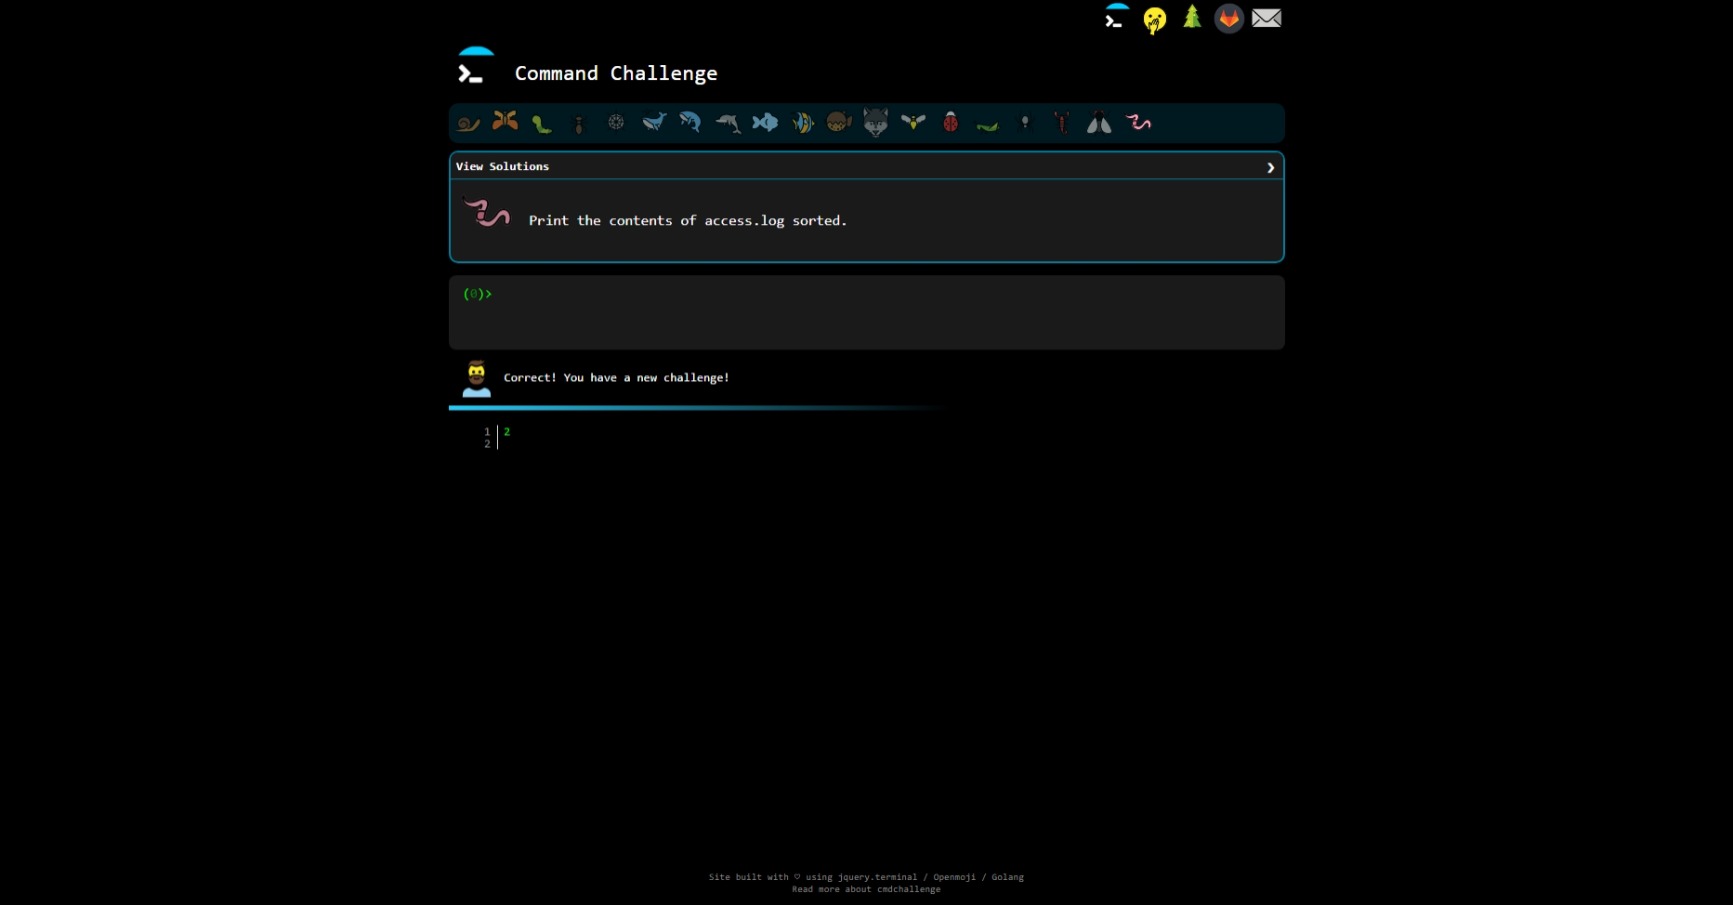 Command Challenge
View Solutions
Print the contents of access.log sorted.
(0)>
Correct! You have a new challenge!
1 2
2
Site built with ♡ using jquery.terminal / Openmoji / Golang
Read more about cmdchallenge